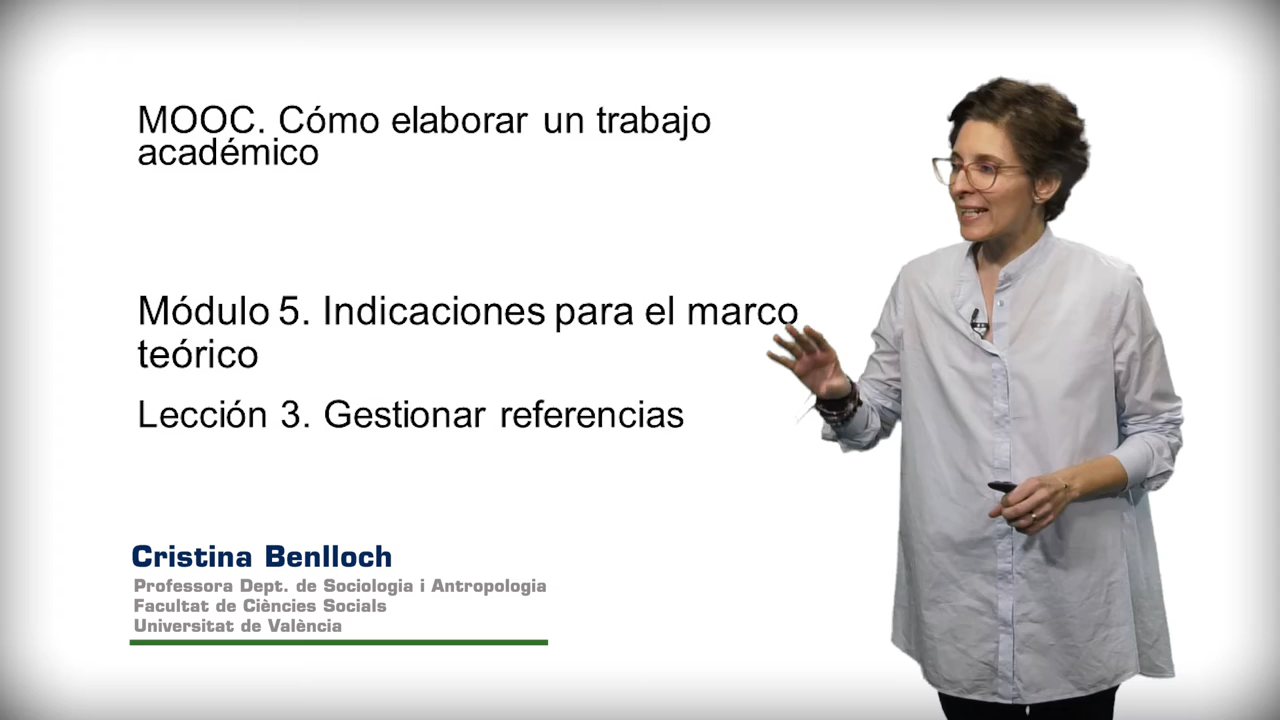 MOOC. Cómo elaborar un trabajo
académico
Módulo 5. Indicaciones para el marco
teórico
Lección 3. Gestionar referencias
Cristina Benlloch
Professora Dept. de Sociologia i Antropologia
Facultat de Ciències Socials
Universitat de València